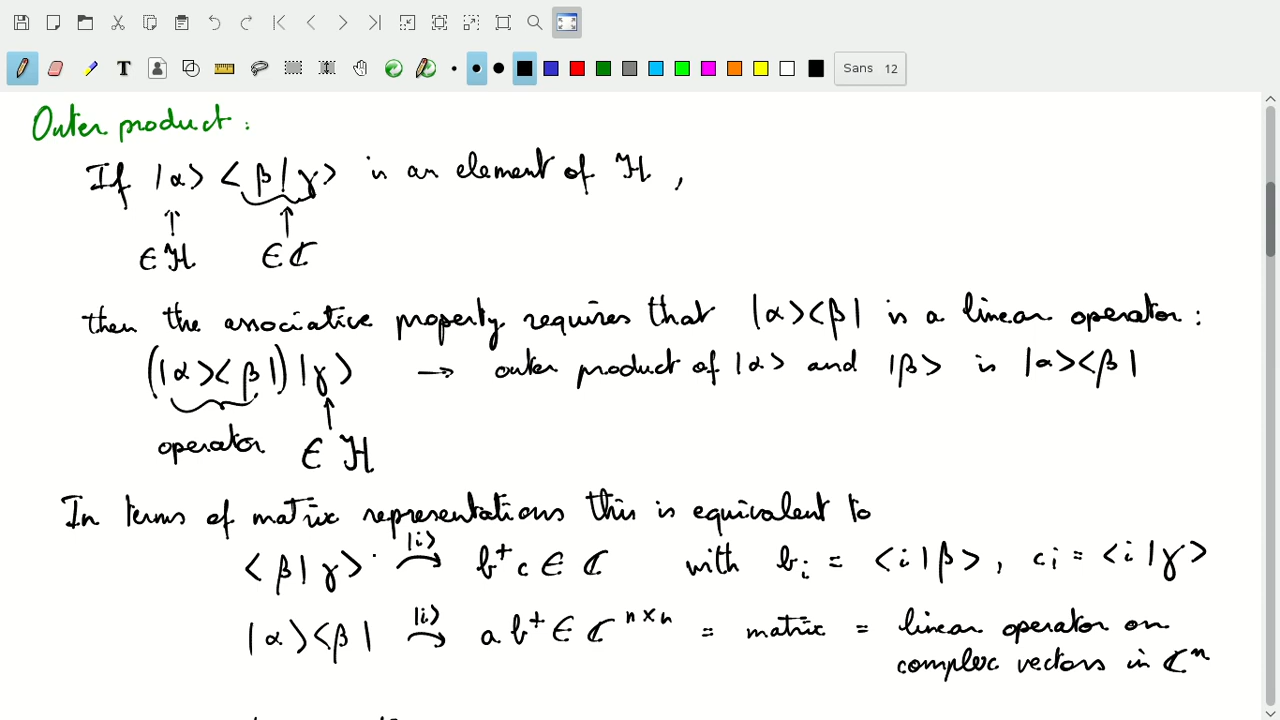 Sans 12
Outer product:
If |α> <β|γ> is an element of ℋ,
∈ ℋ ∈ ℂ
then the associative property requires that |α><β| is a linear operator:
(|α><β|) |γ> → outer product of |α> and |β> is |α><β|
operator ∈ ℋ
In terms of matrix representations this is equivalent to
<β|γ> |i>→ b⁺c ∈ ℂ with bᵢ = <i|β>, cᵢ = <i|γ>
|α><β| |i>→ a b⁺ ∈ ℂⁿˣⁿ = matrix = linear operator on
complex vectors in ℂⁿ